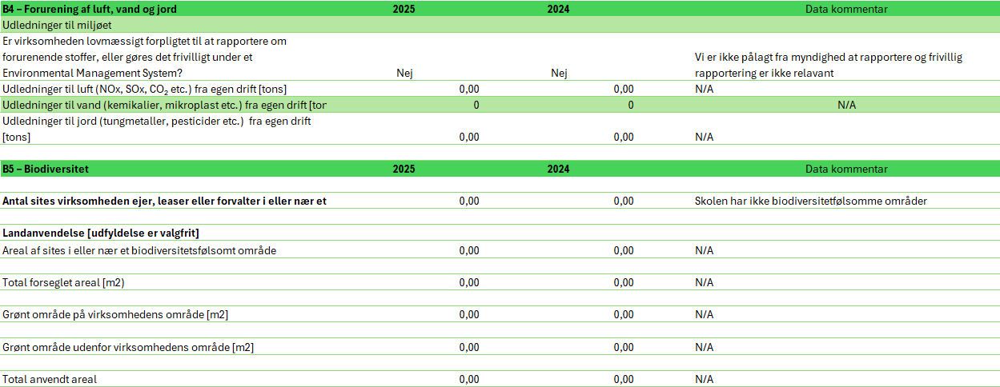 B4 – Forurening af luft, vand og jord 2025 2024 Data kommentar
Udledninger til miljøet
Er virksomheden lovmæssigt forpligtet til at rapportere om
forurenende stoffer, eller gøres det frivilligt under et
Environmental Management System? Nej Nej
Vi er ikke pålagt fra myndighed at rapportere og frivillig
rapportering er ikke relevant
Udledninger til luft (NOx, SOx, CO₂ etc.) fra egen drift [tons] 0,00 0,00 N/A
Udledninger til vand (kemikalier, mikroplast etc.) fra egen drift [ton 0 0 N/A
Udledninger til jord (tungmetaller, pesticider etc.) fra egen drift
[tons] 0,00 0,00 N/A
B5 – Biodiversitet 2025 2024 Data kommentar
Antal sites virksomheden ejer, leaser eller forvalter i eller nær et 0,00 0,00 Skolen har ikke biodiversitetfølsomme områder
Landanvendelse [udfyldelse er valgfrit]
Areal af sites i eller nær et biodiversitetsfølsomt område 0,00 0,00 N/A
Total forseglet areal [m2) 0,00 0,00 N/A
Grønt område på virksomhedens område [m2] 0,00 0,00 N/A
Grønt område udenfor virksomhedens område [m2] 0,00 0,00 N/A
Total anvendt areal 0,00 0,00 N/A